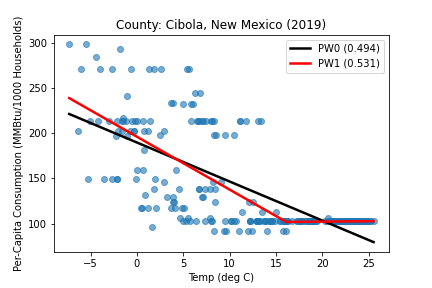 County: Cibola, New Mexico (2019)
Per-Capita Consumption (MMBtu/1000 Households)
300
250
200
150
100
PW0 (0.494)
PW1 (0.531)
−5
0
5
10
15
20
25
Temp (deg C)